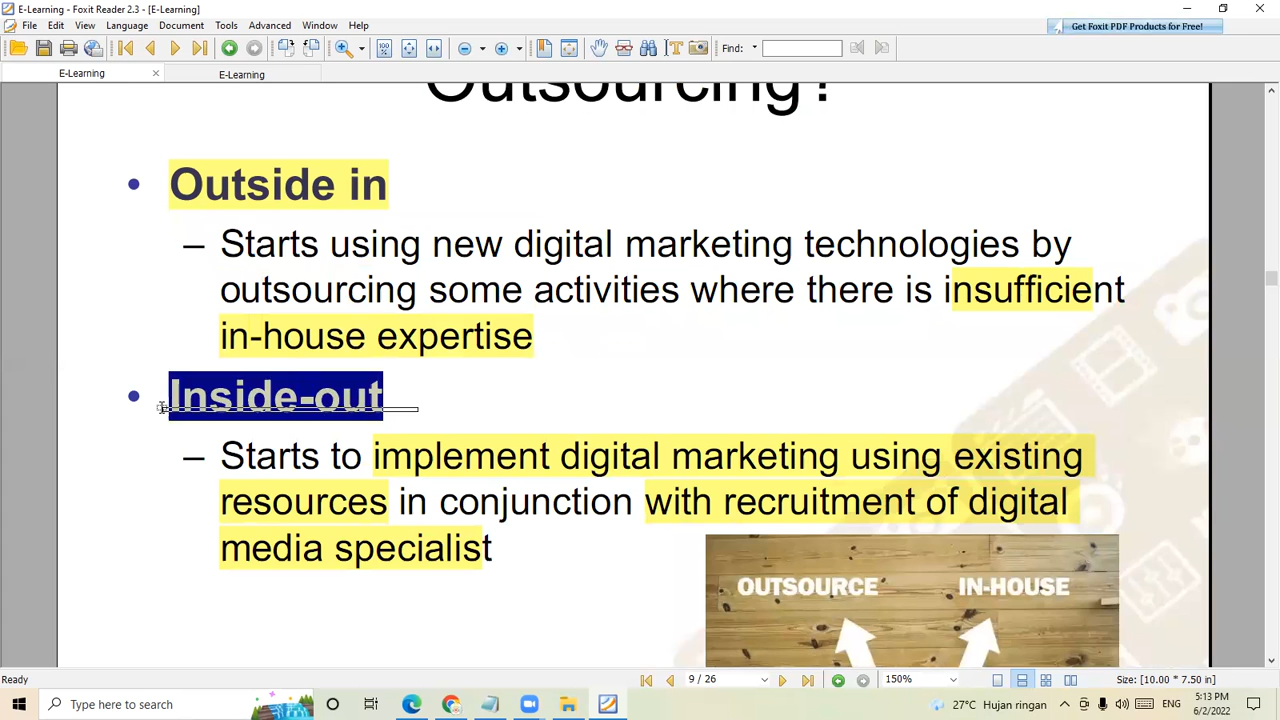 E-Learning - Foxit Reader 2.3 - [E-Learning]
File Edit View Language Document Tools Advanced Window Help
Get Foxit PDF Products for Free!
Find:
E-Learning
E-Learning
Outsourcing?
• Outside in
– Starts using new digital marketing technologies by
outsourcing some activities where there is insufficient
in-house expertise
• Inside-out
– Starts to implement digital marketing using existing
resources in conjunction with recruitment of digital
media specialist
OUTSOURCE IN-HOUSE
Ready
9 / 26
150%
Size: [10.00 * 7.50 in]
Type here to search
27°C Hujan ringan
5:13 PM
6/2/2022